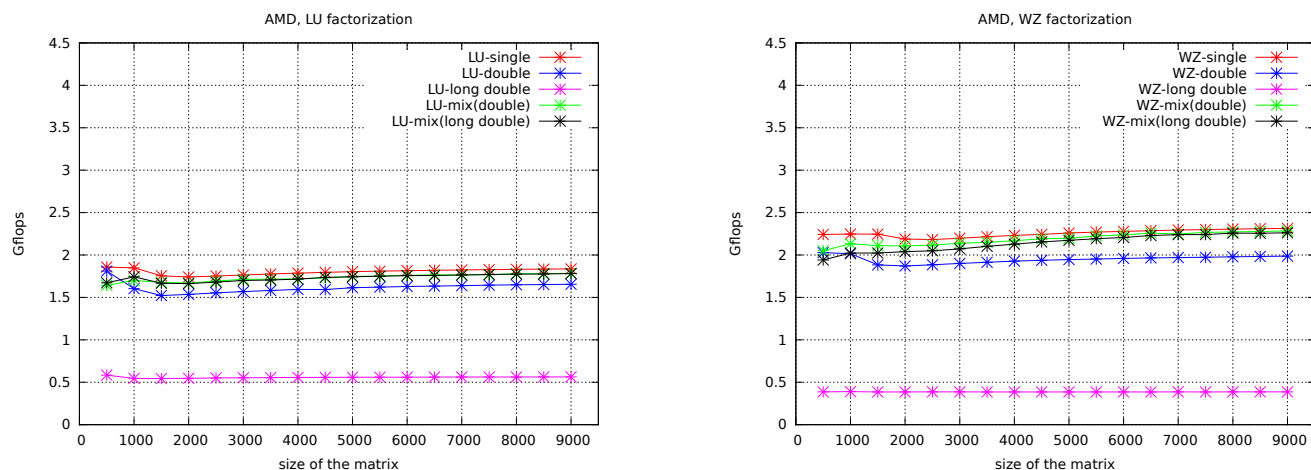 AMD, LU factorization
4.5
4
3.5
3
2.5
2
1.5
1
0.5
0
Gflops
LU-single
LU-double
LU-long double
LU-mix(double)
LU-mix(long double)
0 1000 2000 3000 4000 5000 6000 7000 8000 9000
size of the matrix
AMD, WZ factorization
4.5
4
3.5
3
2.5
2
1.5
1
0.5
0
Gflops
WZ-single
WZ-double
WZ-long double
WZ-mix(double)
WZ-mix(long double)
0 1000 2000 3000 4000 5000 6000 7000 8000 9000
size of the matrix